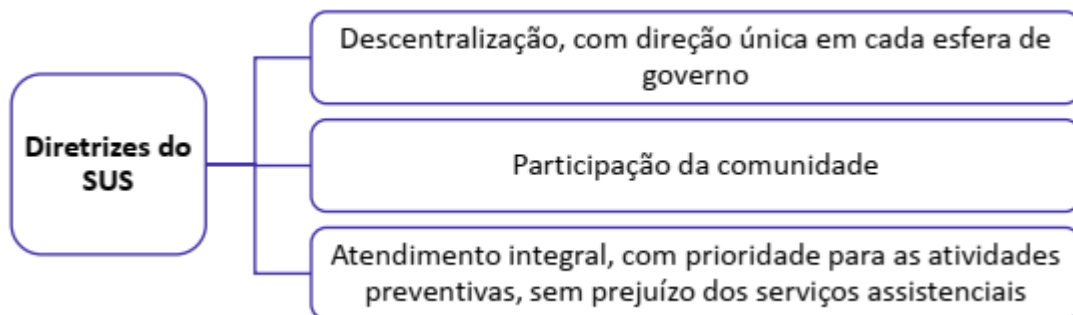 Diretrizes do
SUS
Descentralização, com direção única em cada esfera de
governo
Participação da comunidade
Atendimento integral, com prioridade para as atividades
preventivas, sem prejuízo dos serviços assistenciais